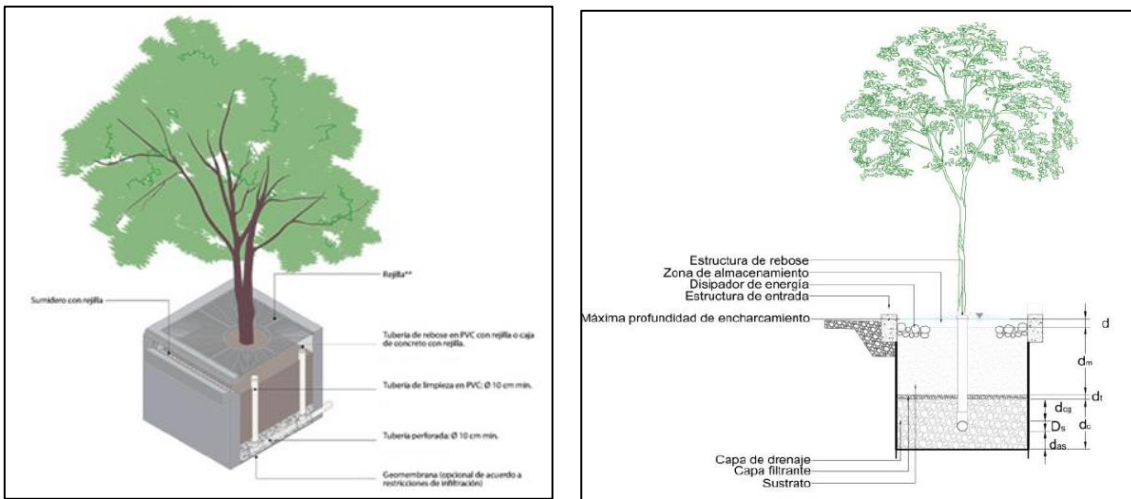 Rejilla**
Sumidero con rejilla
Tubería de rebose en PVC con rejilla o caja
de concreto con rejilla.
Tubería de limpieza en PVC: Ø 10 cm min.
Tubería perforada: Ø 10 cm min.
Geomembrana (opcional de acuerdo a
restricciones de infiltración)
Estructura de rebose
Zona de almacenamiento
Disipador de energía
Estructura de entrada
Máxima profundidad de encharcamiento
d
dm
dt
dcg
Ds
dc
das
Capa de drenaje
Capa filtrante
Sustrato